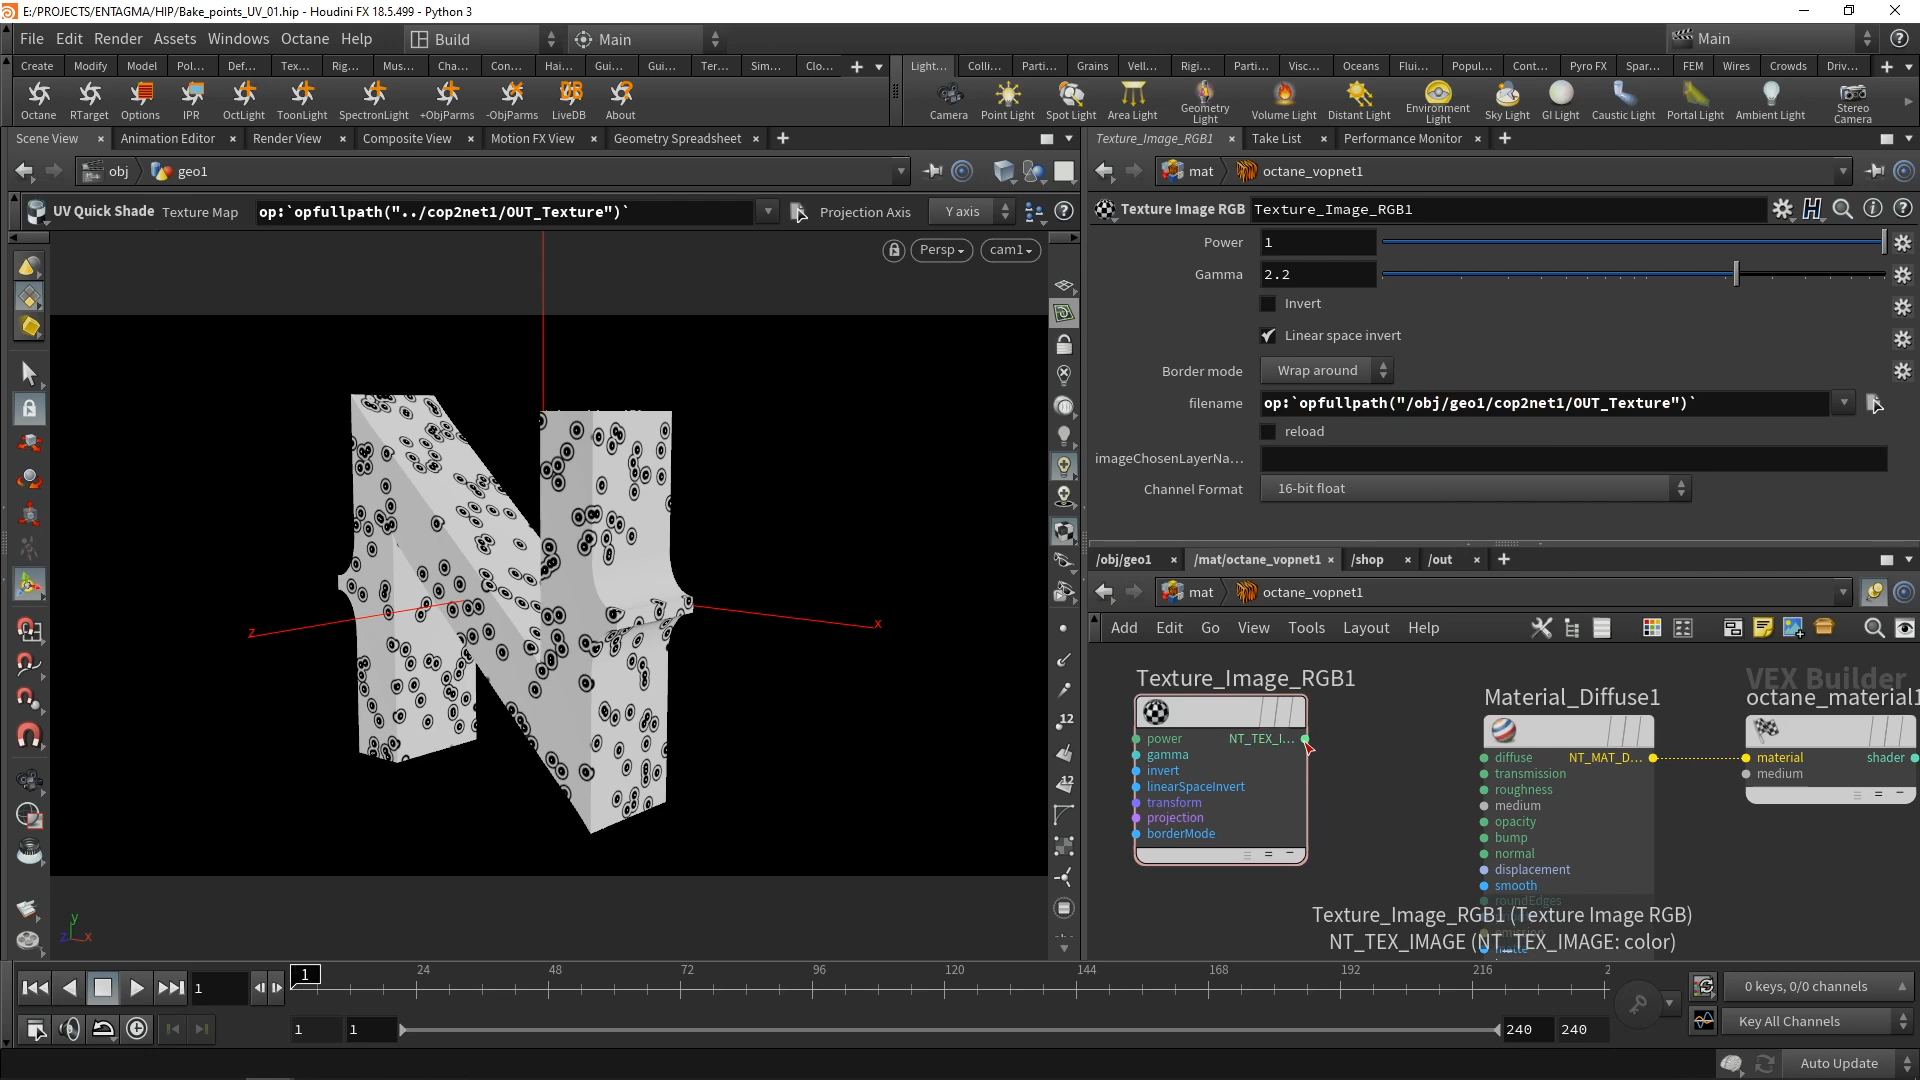 E:/PROJECTS/ENTAGMA/HIP/Bake_points_UV_01.hip - Houdini FX 18.5.499 - Python 3
File Edit Render Assets Windows Octane Help Build Main Main
Create Modify Model Pol... Def... Tex... Rig... Mus... Cha... Con... Hai... Gui... Gui... Ter... Sim... Clo... Light... Colli... Parti... Grains Vell... Rigi... Parti... Visc... Oceans Flui... Popul... Cont... Pyro FX Spar... FEM Wires Crowds Driv...
Octane RTarget Options IPR OctLight ToonLight SpectronLight +ObjParms -ObjParms LiveDB About Camera Point Light Spot Light Area Light Geometry Light Volume Light Distant Light Environment Light Sky Light GI Light Caustic Light Portal Light Ambient Light Stereo Camera
Scene View Animation Editor Render View Composite View Motion FX View Geometry Spreadsheet Texture_Image_RGB1 Take List Performance Monitor
obj geo1 mat octane_vopnet1
UV Quick Shade Texture Map op:`opfullpath("../cop2net1/OUT_Texture")` Projection Axis Y axis
Texture Image RGB Texture_Image_RGB1
Persp cam1
Power 1
Gamma 2.2
Invert
Linear space invert
Border mode Wrap around
filename op:`opfullpath("/obj/geo1/cop2net1/OUT_Texture")`
reload
imageChosenLayerNa...
Channel Format 16-bit float
z
x
y
z
x
12
12
/obj/geo1 /mat/octane_vopnet1 /shop /out
mat octane_vopnet1
Add Edit Go View Tools Layout Help
VEX Builder
Texture_Image_RGB1
power NT_TEX_I...
gamma
invert
linearSpaceInvert
transform
projection
borderMode
Material_Diffuse1
diffuse NT_MAT_D...
transmission
roughness
medium
opacity
bump
normal
displacement
smooth
roundEdges
emission
matte
octane_material1
material shader
medium
Texture_Image_RGB1 (Texture Image RGB)
NT_TEX_IMAGE (NT_TEX_IMAGE: color)
1 1 24 48 72 96 120 144 168 192 216 2
0 keys, 0/0 channels
1 1 240 240 Key All Channels
Auto Update